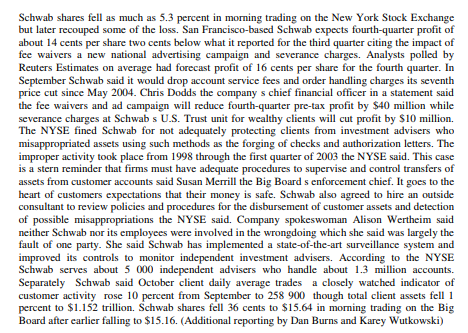 Schwab shares fell as much as 5.3 percent in morning trading on the New York Stock Exchange
but later recouped some of the loss. San Francisco-based Schwab expects fourth-quarter profit of
about 14 cents per share two cents below what it reported for the third quarter citing the impact of
fee waivers a new national advertising campaign and severance charges. Analysts polled by
Reuters Estimates on average had forecast profit of 16 cents per share for the fourth quarter. In
September Schwab said it would drop account service fees and order handling charges its seventh
price cut since May 2004. Chris Dodds the company s chief financial officer in a statement said
the fee waivers and ad campaign will reduce fourth-quarter pre-tax profit by $40 million while
severance charges at Schwab s U.S. Trust unit for wealthy clients will cut profit by $10 million.
The NYSE fined Schwab for not adequately protecting clients from investment advisers who
misappropriated assets using such methods as the forging of checks and authorization letters. The
improper activity took place from 1998 through the first quarter of 2003 the NYSE said. This case
is a stern reminder that firms must have adequate procedures to supervise and control transfers of
assets from customer accounts said Susan Merrill the Big Board s enforcement chief. It goes to the
heart of customers expectations that their money is safe. Schwab also agreed to hire an outside
consultant to review policies and procedures for the disbursement of customer assets and detection
of possible misappropriations the NYSE said. Company spokeswoman Alison Wertheim said
neither Schwab nor its employees were involved in the wrongdoing which she said was largely the
fault of one party. She said Schwab has implemented a state-of-the-art surveillance system and
improved its controls to monitor independent investment advisers. According to the NYSE
Schwab serves about 5 000 independent advisers who handle about 1.3 million accounts.
Separately Schwab said October client daily average trades a closely watched indicator of
customer activity rose 10 percent from September to 258 900 though total client assets fell 1
percent to $1.152 trillion. Schwab shares fell 36 cents to $15.64 in morning trading on the Big
Board after earlier falling to $15.16. (Additional reporting by Dan Burns and Karey Wutkowski)